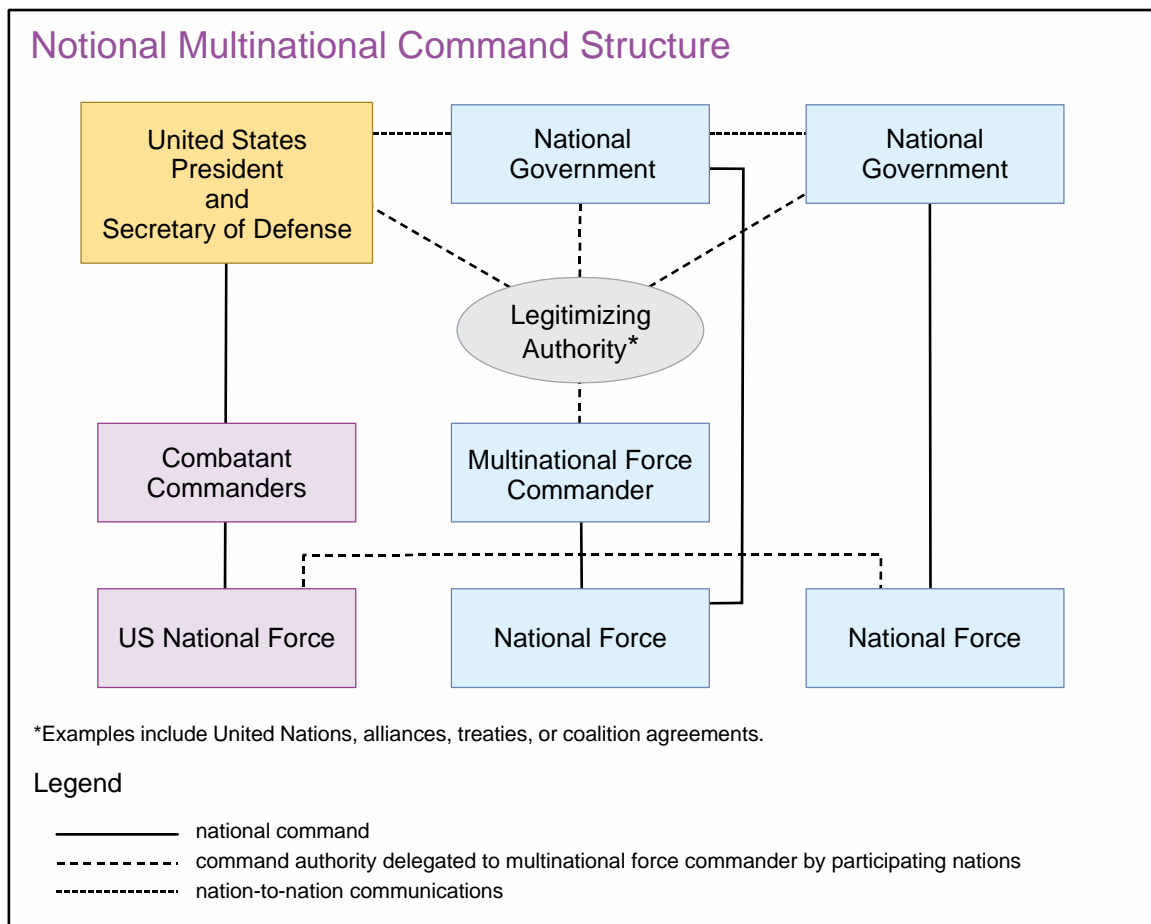 Notional Multinational Command Structure
United States
President
and
Secretary of Defense
National
Government
National
Government
Legitimizing
Authority*
Combatant
Commanders
Multinational Force
Commander
US National Force
National Force
National Force
*Examples include United Nations, alliances, treaties, or coalition agreements.
Legend
national command
command authority delegated to multinational force commander by participating nations
nation-to-nation communications